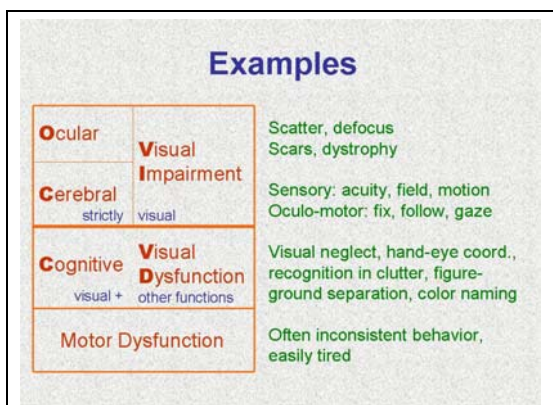 Examples
Ocular
Visual
Impairment
Cerebral
strictly visual
Scatter, defocus
Scars, dystrophy
Sensory: acuity, field, motion
Oculo-motor: fix, follow, gaze
Cognitive
Visual
Dysfunction
visual + other functions
Visual neglect, hand-eye coord.,
recognition in clutter, figure-
ground separation, color naming
Motor Dysfunction
Often inconsistent behavior,
easily tired